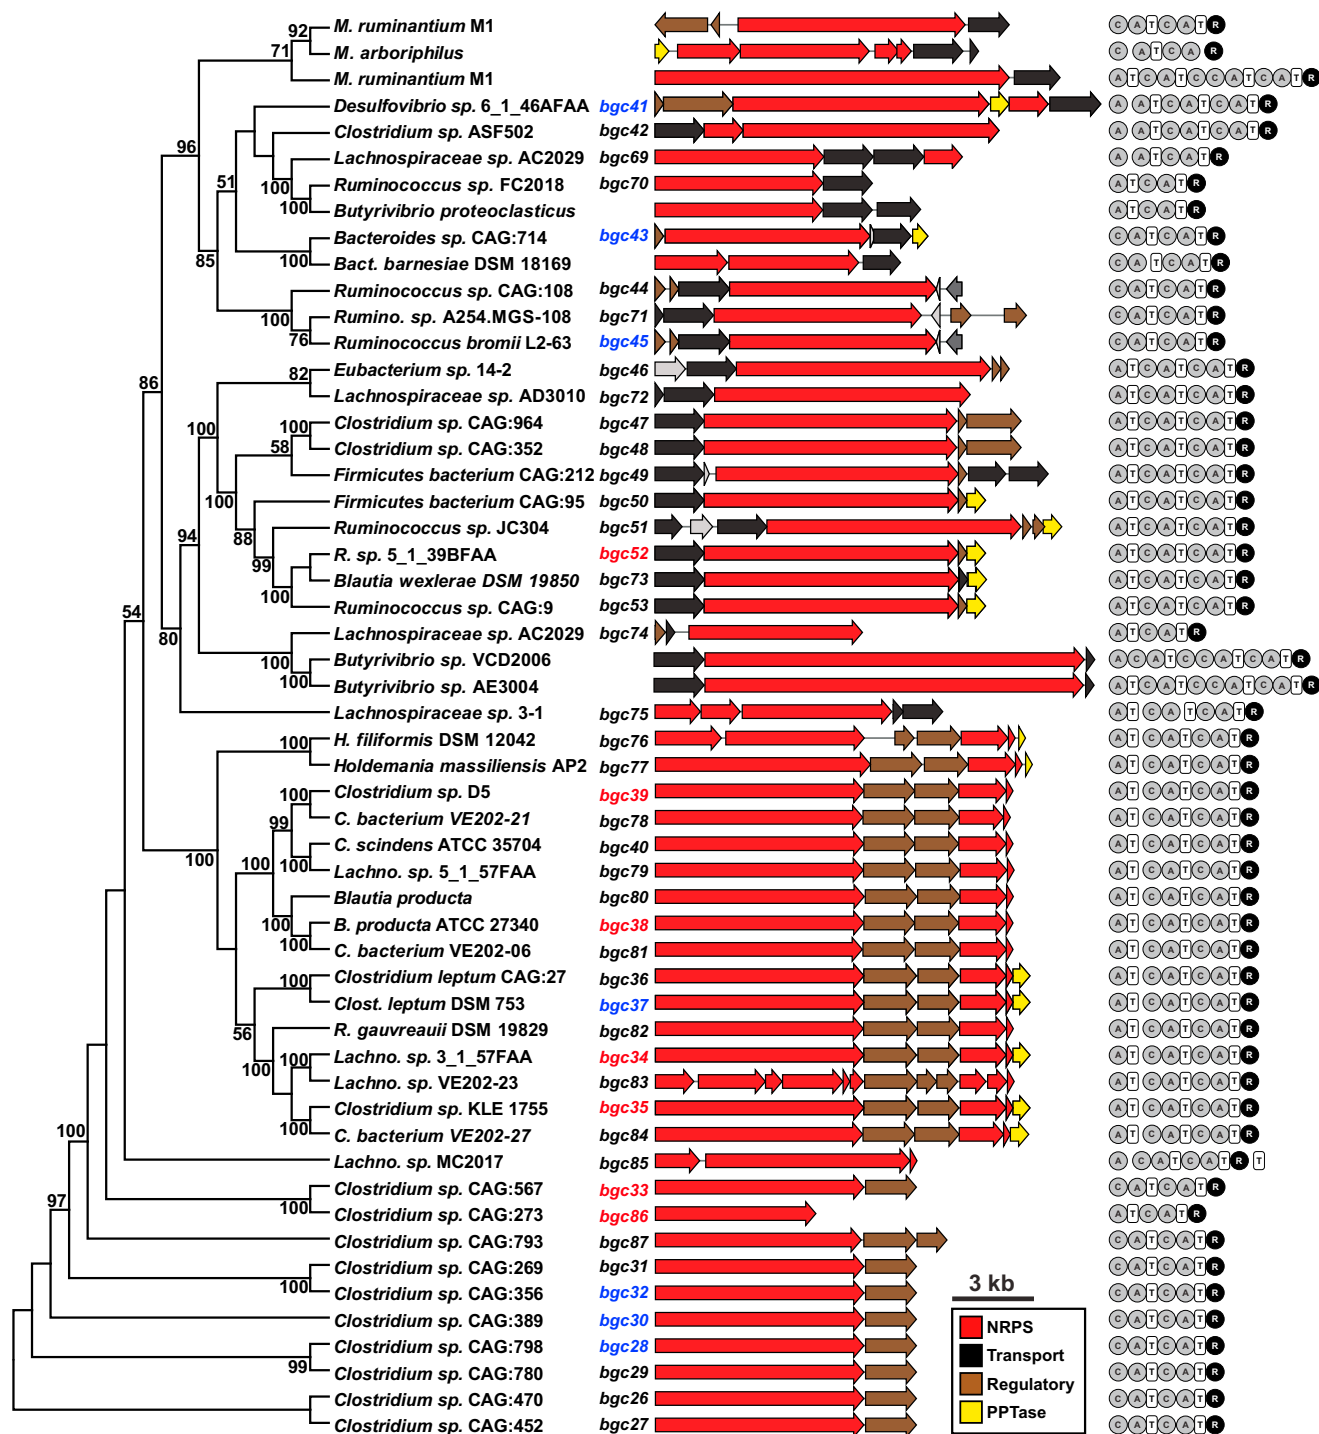 M. ruminantium M1 C A T C A T R
M. arboriphilus C A T C A R
M. ruminantium M1 A T C A T C C A T C A T R
Desulfovibrio sp. 6_1_46AFAA bgc41 A A T C A T C A T R
Clostridium sp. ASF502 bgc42 A A T C A T C A T R
Lachnospiraceae sp. AC2029 bgc69 A A T C A T R
Ruminococcus sp. FC2018 bgc70 A T C A T R
Butyrivibrio proteoclasticus A T C A T R
Bacteroides sp. CAG:714 bgc43 C A T C A T R
Bact. barnesiae DSM 18169 C A T C A T R
Ruminococcus sp. CAG:108 bgc44 C A T C A T R
Rumino. sp. A254.MGS-108 bgc71 C A T C A T R
Ruminococcus bromii L2-63 bgc45 C A T C A T R
Eubacterium sp. 14-2 bgc46 A T C A T C A T R
Lachnospiraceae sp. AD3010 bgc72 A T C A T C A T R
Clostridium sp. CAG:964 bgc47 A T C A T C A T R
Clostridium sp. CAG:352 bgc48 A T C A T C A T R
Firmicutes bacterium CAG:212 bgc49 A T C A T C A T R
Firmicutes bacterium CAG:95 bgc50 A T C A T C A T R
Ruminococcus sp. JC304 bgc51 A T C A T C A T R
R. sp. 5_1_39BFAA bgc52 A T C A T C A T R
Blautia wexlerae DSM 19850 bgc73 A T C A T C A T R
Ruminococcus sp. CAG:9 bgc53 A T C A T C A T R
Lachnospiraceae sp. AC2029 bgc74 A T C A T R
Butyrivibrio sp. VCD2006 A C A T C C A T C A T R
Butyrivibrio sp. AE3004 A T C A T C C A T C A T R
Lachnospiraceae sp. 3-1 bgc75 A T C A T C A T R
H. filiformis DSM 12042 bgc76 A T C A T C A T R
Holdemania massiliensis AP2 bgc77 A T C A T C A T R
Clostridium sp. D5 bgc39 A T C A T C A T R
C. bacterium VE202-21 bgc78 A T C A T C A T R
C. scindens ATCC 35704 bgc40 A T C A T C A T R
Lachno. sp. 5_1_57FAA bgc79 A T C A T C A T R
Blautia producta bgc80 A T C A T C A T R
B. producta ATCC 27340 bgc38 A T C A T C A T R
C. bacterium VE202-06 bgc81 A T C A T C A T R
Clostridium leptum CAG:27 bgc36 A T C A T C A T R
Clost. leptum DSM 753 bgc37 A T C A T C A T R
R. gauvreauii DSM 19829 bgc82 A T C A T C A T R
Lachno. sp. 3_1_57FAA bgc34 A T C A T C A T R
Lachno. sp. VE202-23 bgc83 A T C A T C A T R
Clostridium sp. KLE 1755 bgc35 A T C A T C A T R
C. bacterium VE202-27 bgc84 A T C A T C A T R
Lachno. sp. MC2017 bgc85 A C A T C A T R T
Clostridium sp. CAG:567 bgc33 C A T C A T R
Clostridium sp. CAG:273 bgc86 A T C A T R
Clostridium sp. CAG:793 bgc87 C A T C A T R
Clostridium sp. CAG:269 bgc31 C A T C A T R
Clostridium sp. CAG:356 bgc32 C A T C A T R
Clostridium sp. CAG:389 bgc30 C A T C A T R
Clostridium sp. CAG:798 bgc28 C A T C A T R
Clostridium sp. CAG:780 bgc29 C A T C A T R
Clostridium sp. CAG:470 bgc26 C A T C A T R
Clostridium sp. CAG:452 bgc27 C A T C A T R
92
71
96
51
100
100
85
100
100
76
86
82
100
100
58
100
88
99
100
94
54
80
100
100
100
100
99
100
100
100
100
100
100
56
100
100
100
100
97
100
100
99
3 kb
NRPS
Transport
Regulatory
PPTase